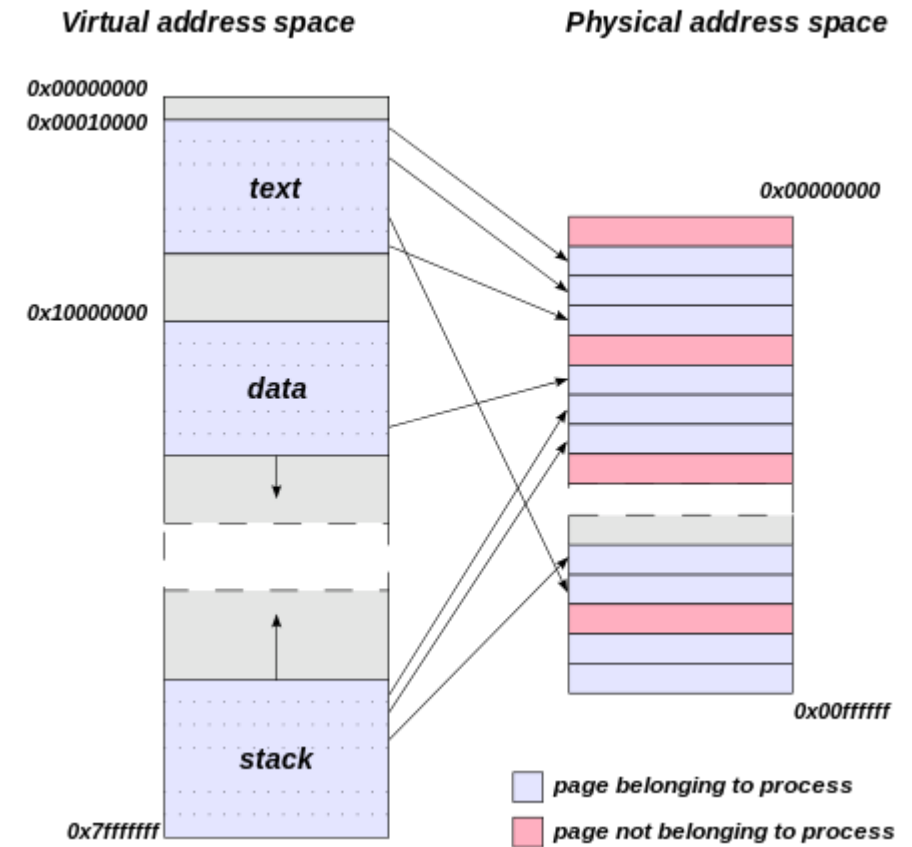 Virtual address space
Physical address space
0x00000000
0x00010000
text
0x10000000
data
stack
0x7fffffff
0x00000000
0x00ffffff
page belonging to process
page not belonging to process